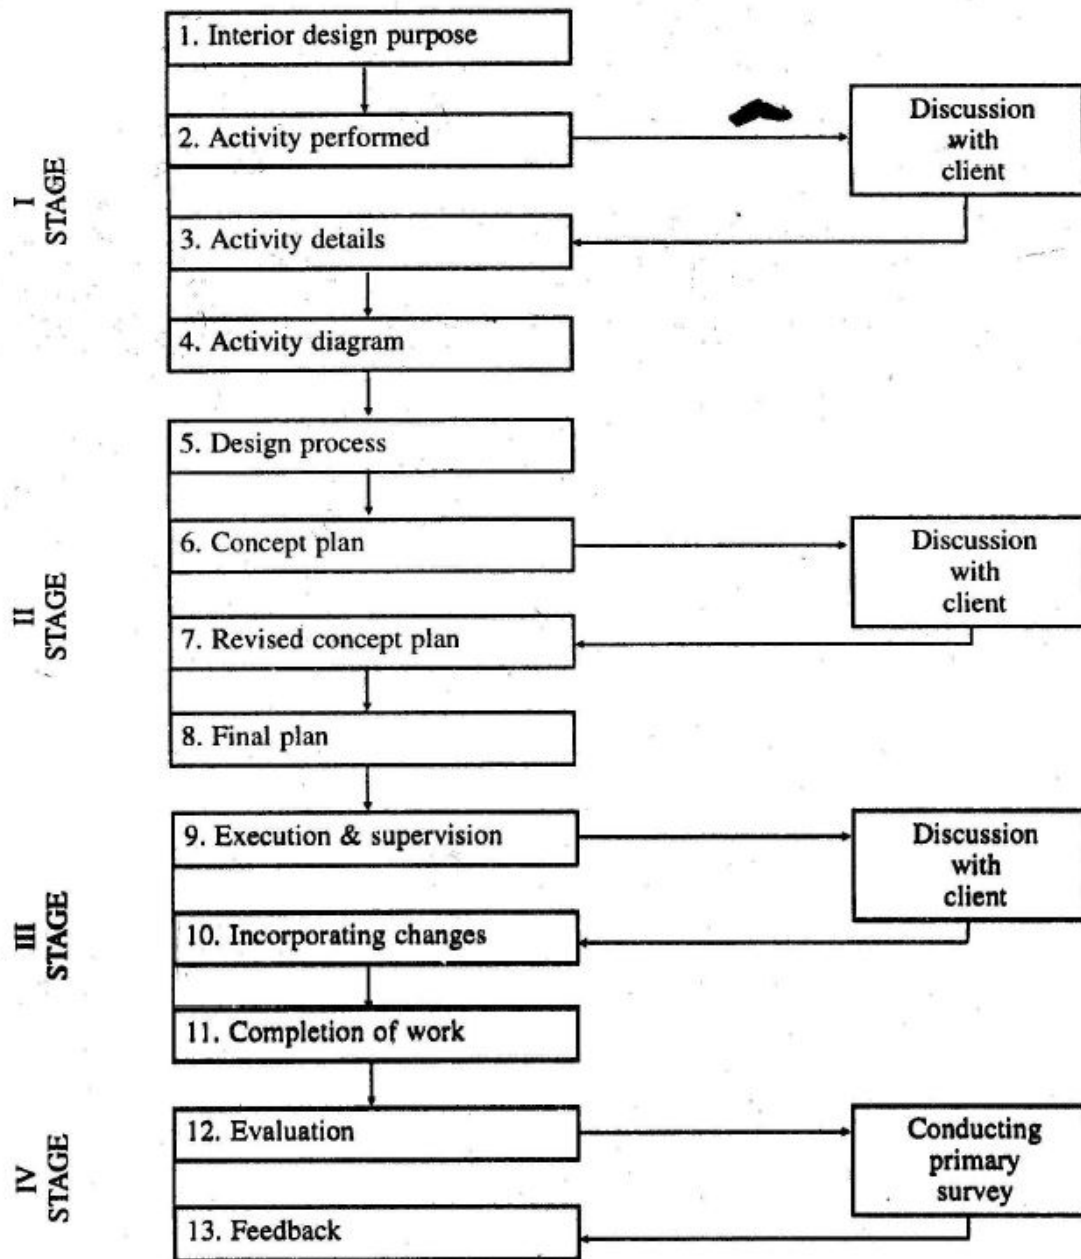 1. Interior design purpose
2. Activity performed
Discussion
with
client
3. Activity details
4. Activity diagram
I
STAGE
5. Design process
6. Concept plan
Discussion
with
client
7. Revised concept plan
8. Final plan
II
STAGE
9. Execution & supervision
Discussion
with
client
10. Incorporating changes
11. Completion of work
III
STAGE
12. Evaluation
Conducting
primary
survey
13. Feedback
IV
STAGE